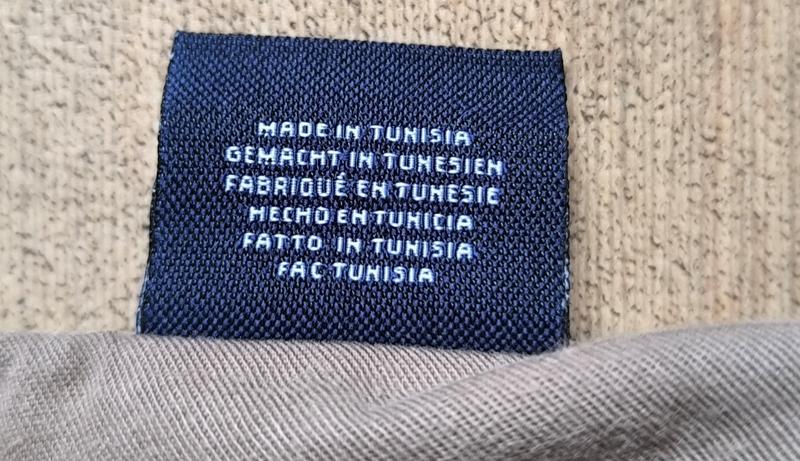 MADE IN TUNISIA
GEMACHT IN TUNESIEN
FABRIQUÉ EN TUNESIE
HECHO EN TUNICIA
FATTO IN TUNISIA
FAC TUNISIA